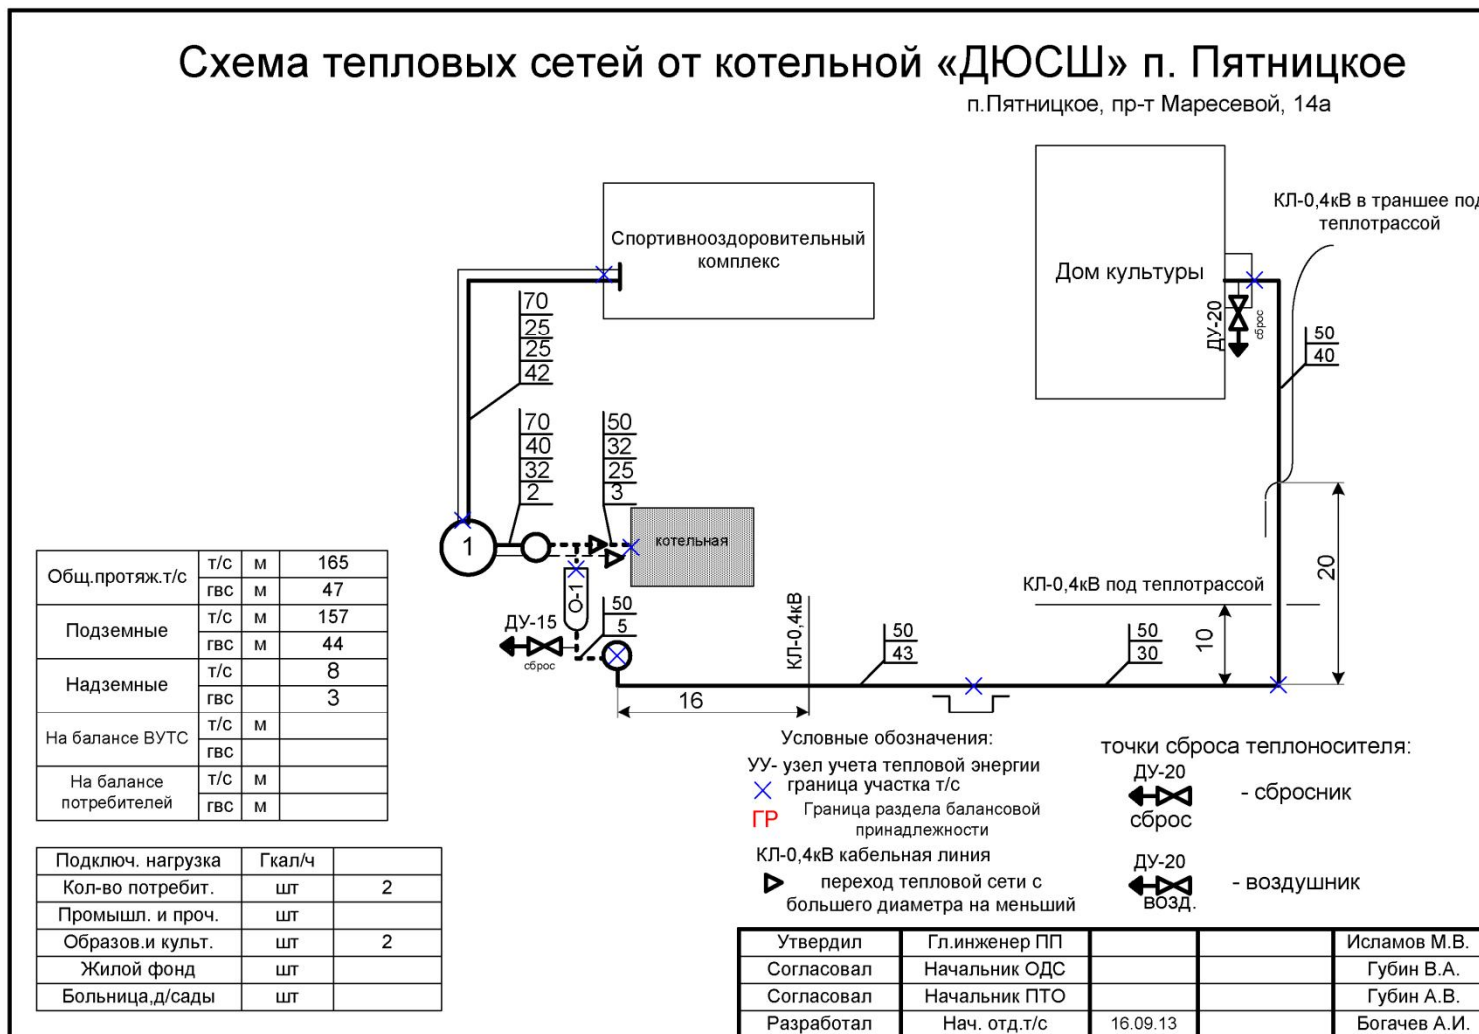 Схема тепловых сетей от котельной «ДЮСШ» п. Пятницкое
п.Пятницкое, пр-т Маресевой, 14а
КЛ-0,4кВ в траншее под
теплотрассой
Спортивнооздоровительный
комплекс
Дом культуры
ДУ-20
сброс
50
40
70
25
25
42
70
40
32
2
50
32
25
3
1
котельная
О-1
ДУ-15
сброс
50
5
КЛ-0,4кВ
16
50
43
50
30
КЛ-0,4кВ под теплотрассой
10
20
Общ.протяж.т/с т/с м 165
гвс м 47
Подземные т/с м 157
гвс м 44
Надземные т/с 8
гвс 3
На балансе ВУТС т/с м
гвс
На балансе потребителей т/с м
гвс м
Подключ. нагрузка Гкал/ч
Кол-во потребит. шт 2
Промышл. и проч. шт
Образов.и культ. шт 2
Жилой фонд шт
Больница,д/сады шт
Условные обозначения:
УУ- узел учета тепловой энергии
граница участка т/с
ГР Граница раздела балансовой
принадлежности
КЛ-0,4кВ кабельная линия
переход тепловой сети с
большего диаметра на меньший
точки сброса теплоносителя:
ДУ-20
- сбросник
сброс
ДУ-20
- воздушник
возд.
Утвердил Гл.инженер ПП Исламов М.В.
Согласовал Начальник ОДС Губин В.А.
Согласовал Начальник ПТО Губин А.В.
Разработал Нач. отд.т/с 16.09.13 Богачев А.И.